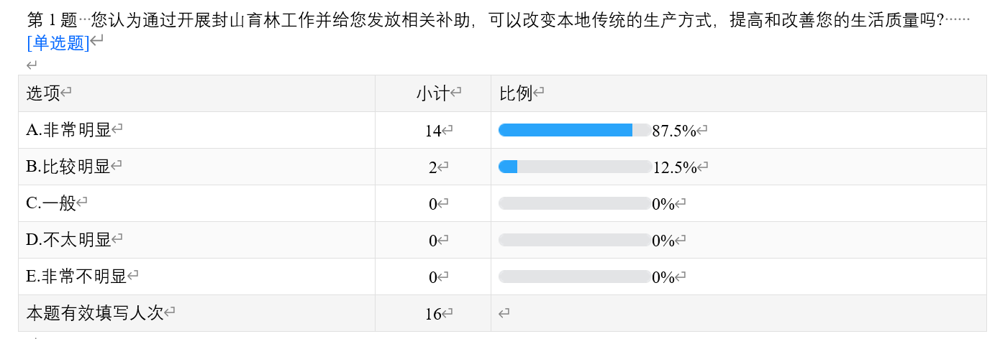 第 1 题 您认为通过开展封山育林工作并给您发放相关补助，可以改变本地传统的生产方式，提高和改善您的生活质量吗?
[单选题]
选项 小计 比例
A.非常明显 14 87.5%
B.比较明显 2 12.5%
C.一般 0 0%
D.不太明显 0 0%
E.非常不明显 0 0%
本题有效填写人次 16